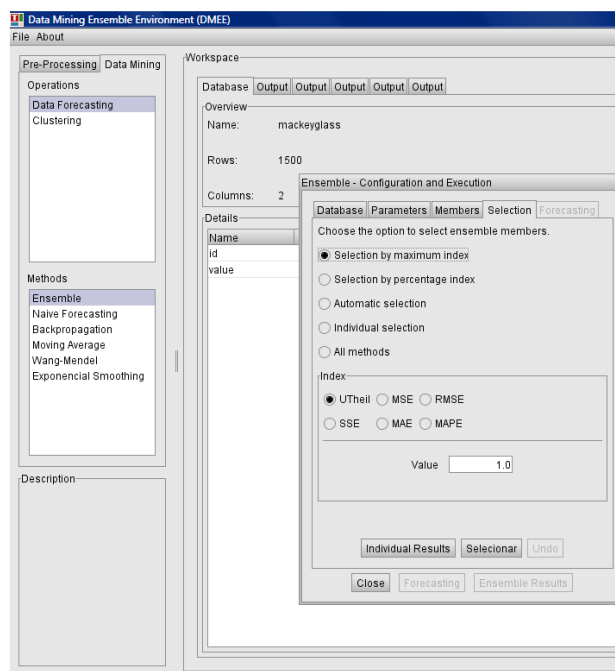 Data Mining Ensemble Environment (DMEE)
File About
Pre-Processing Data Mining
Operations
Data Forecasting
Clustering
Methods
Ensemble
Naive Forecasting
Backpropagation
Moving Average
Wang-Mendel
Exponencial Smoothing
Description
Workspace
Database Output Output Output Output Output
Overview
Name: mackeyglass
Rows: 1500
Columns: 2
Details
Name
id
value
Ensemble - Configuration and Execution
Database Parameters Members Selection Forecasting
Choose the option to select ensemble members.
Selection by maximum index
Selection by percentage index
Automatic selection
Individual selection
All methods
Index
UTheil MSE RMSE
SSE MAE MAPE
Value 1.0
Individual Results Selecionar Undo
Close Forecasting Ensemble Results